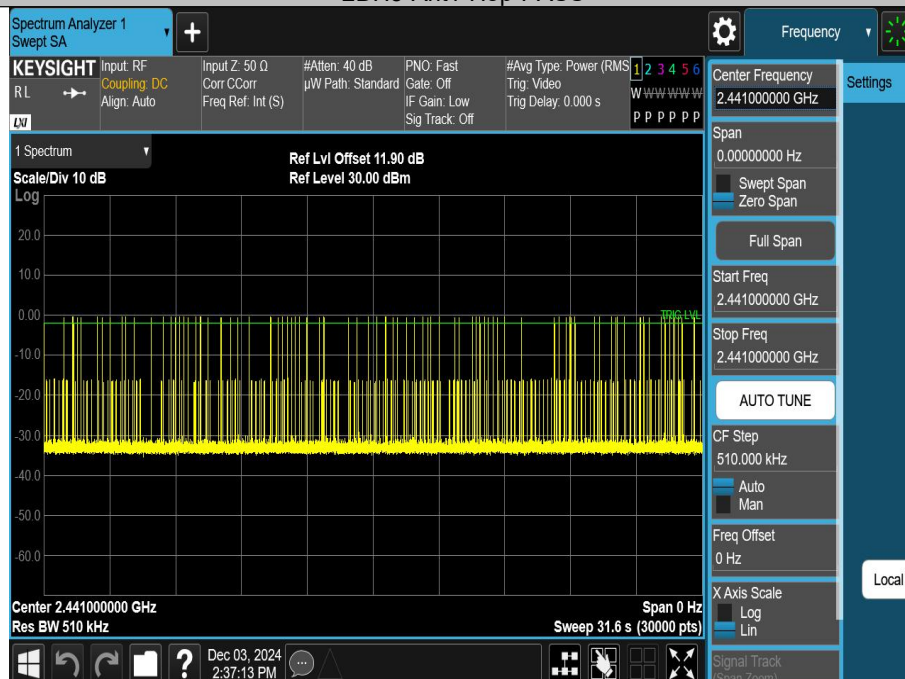 Spectrum Analyzer 1
Swept SA
Frequency
KEYSIGHT
Input: RF
Coupling: DC
Align: Auto
Input Z: 50 Ω
Corr CCorr
Freq Ref: Int (S)
#Atten: 40 dB
µW Path: Standard
PNO: Fast
Gate: Off
IF Gain: Low
Sig Track: Off
#Avg Type: Power (RMS
Trig: Video
Trig Delay: 0.000 s
1 2 3 4 5 6
W W W W W W
P P P P P P
RL
LXI
Center Frequency
2.441000000 GHz
Settings
Span
0.00000000 Hz
Swept Span
Zero Span
Full Span
Start Freq
2.441000000 GHz
Stop Freq
2.441000000 GHz
AUTO TUNE
CF Step
510.000 kHz
Auto
Man
Freq Offset
0 Hz
X Axis Scale
Log
Lin
Signal Track
(Span Zoom)
Local
1 Spectrum
Scale/Div 10 dB
Ref Lvl Offset 11.90 dB
Ref Level 30.00 dBm
Log
20.0
10.0
0.00
TRIG LVL
-10.0
-20.0
-30.0
-40.0
-50.0
-60.0
Center 2.441000000 GHz
Span 0 Hz
Res BW 510 kHz
Sweep 31.6 s (30000 pts)
Dec 03, 2024
2:37:13 PM